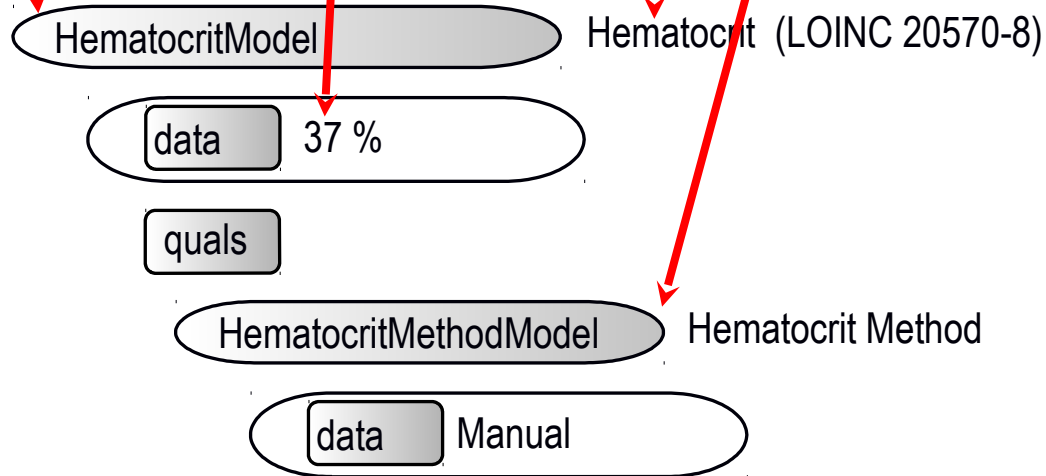 HematocritModel Hematocrit (LOINC 20570-8)
data 37 %
quals
HematocritMethodModel Hematocrit Method
data Manual